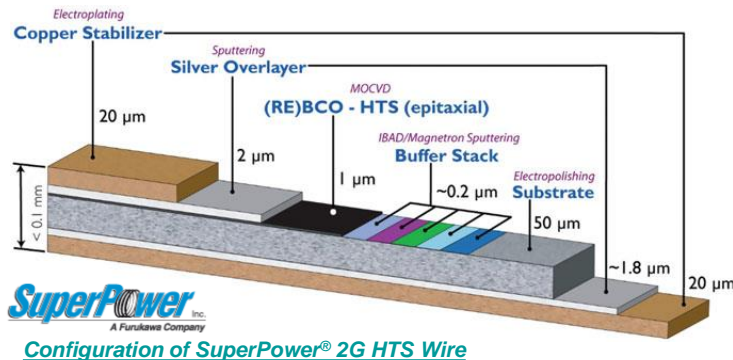 Electroplating
Copper Stabilizer
Sputtering
Silver Overlayer
MOCVD
(RE)BCO - HTS (epitaxial)
20 μm
IBAD/Magnetron Sputtering
Buffer Stack
2 μm
Electropolishing
1 μm
~0.2 μm
Substrate
50 μm
< 0.1 mm
~1.8 μm
20 μm
SuperPower Inc.
A Furukawa Company
Configuration of SuperPower® 2G HTS Wire